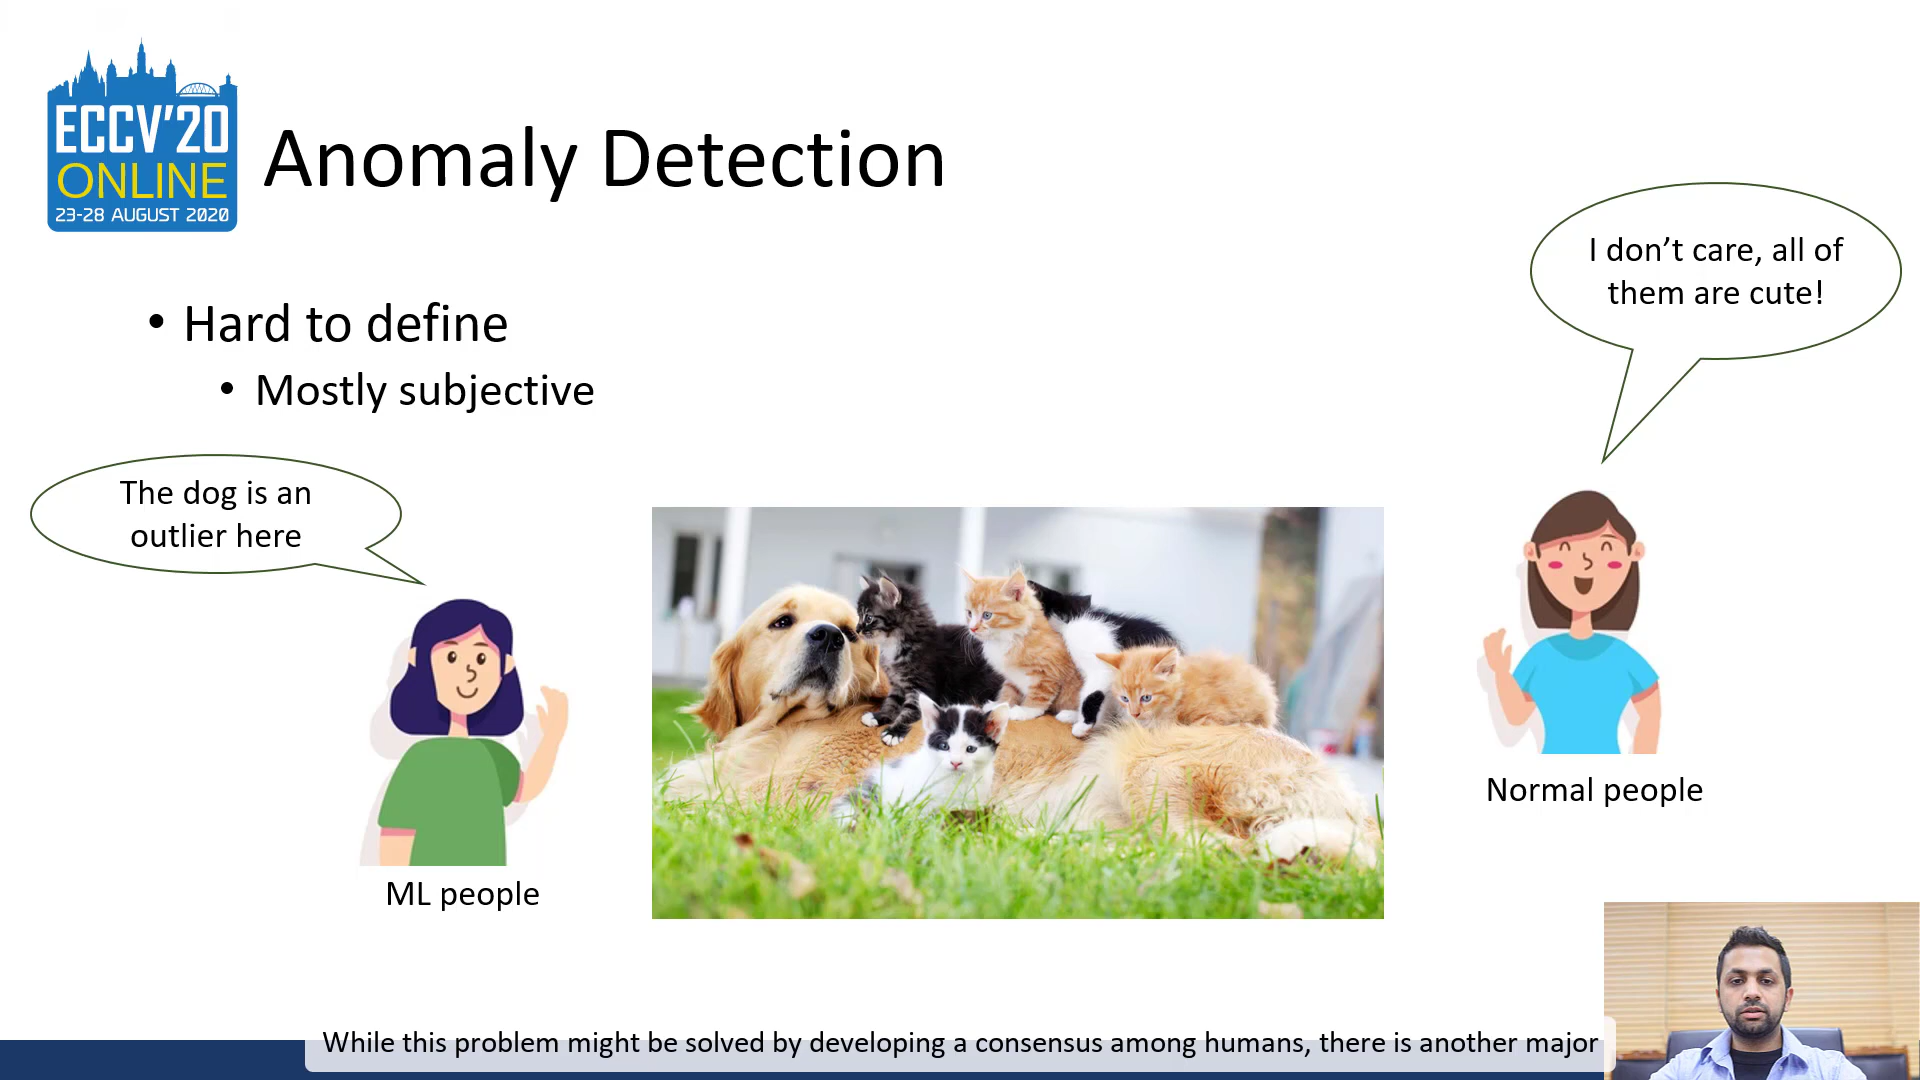 ECCV'20
ONLINE
23-28 AUGUST 2020
Anomaly Detection
• Hard to define
• Mostly subjective
I don't care, all of
them are cute!
The dog is an
outlier here
ML people
Normal people
While this problem might be solved by developing a consensus among humans, there is another major